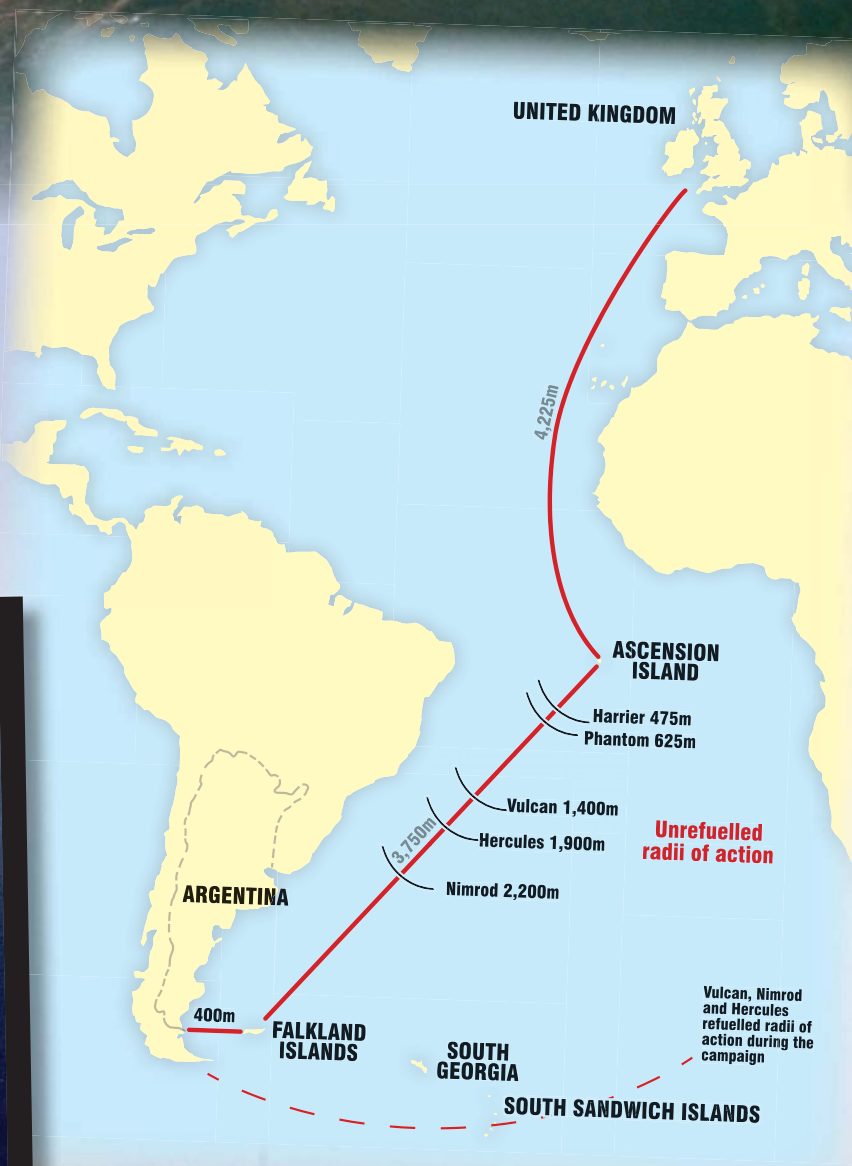 UNITED KINGDOM
4,225m
ASCENSION
ISLAND
Harrier 475m
Phantom 625m
Vulcan 1,400m
Hercules 1,900m
3,750m
Nimrod 2,200m
Unrefuelled
radii of action
ARGENTINA
400m
FALKLAND
ISLANDS
SOUTH
GEORGIA
SOUTH SANDWICH ISLANDS
Vulcan, Nimrod
and Hercules
refuelled radii of
action during the
campaign